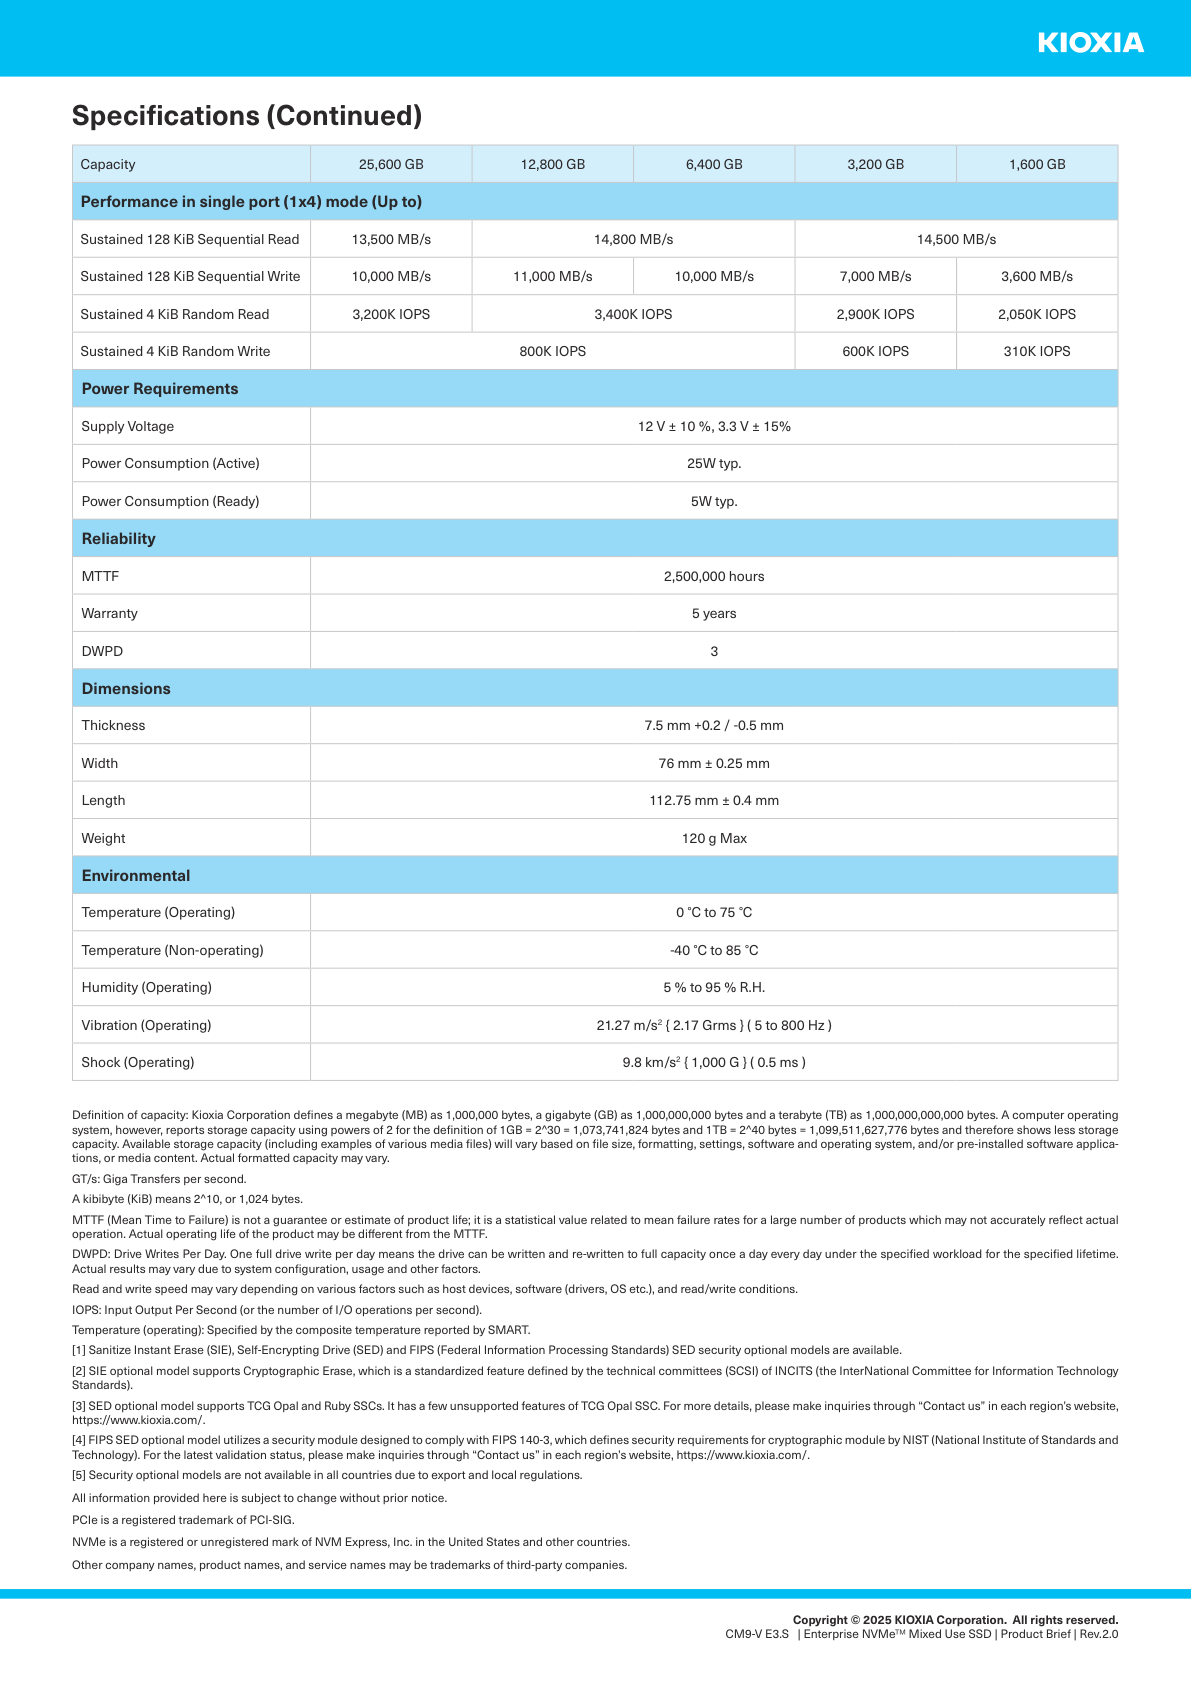 KIOXIA
Specifications (Continued)
Capacity 25,600 GB 12,800 GB 6,400 GB 3,200 GB 1,600 GB
Performance in single port (1x4) mode (Up to)
Sustained 128 KiB Sequential Read 13,500 MB/s 14,800 MB/s 14,500 MB/s
Sustained 128 KiB Sequential Write 10,000 MB/s 11,000 MB/s 10,000 MB/s 7,000 MB/s 3,600 MB/s
Sustained 4 KiB Random Read 3,200K IOPS 3,400K IOPS 2,900K IOPS 2,050K IOPS
Sustained 4 KiB Random Write 800K IOPS 600K IOPS 310K IOPS
Power Requirements
Supply Voltage 12 V ± 10 %, 3.3 V ± 15%
Power Consumption (Active) 25W typ.
Power Consumption (Ready) 5W typ.
Reliability
MTTF 2,500,000 hours
Warranty 5 years
DWPD 3
Dimensions
Thickness 7.5 mm +0.2 / -0.5 mm
Width 76 mm ± 0.25 mm
Length 112.75 mm ± 0.4 mm
Weight 120 g Max
Environmental
Temperature (Operating) 0 °C to 75 °C
Temperature (Non-operating) -40 °C to 85 °C
Humidity (Operating) 5 % to 95 % R.H.
Vibration (Operating) 21.27 m/s² { 2.17 Grms } ( 5 to 800 Hz )
Shock (Operating) 9.8 km/s² { 1,000 G } ( 0.5 ms )
Definition of capacity: Kioxia Corporation defines a megabyte (MB) as 1,000,000 bytes, a gigabyte (GB) as 1,000,000,000 bytes and a terabyte (TB) as 1,000,000,000,000 bytes. A computer operating
system, however, reports storage capacity using powers of 2 for the definition of 1GB = 2^30 = 1,073,741,824 bytes and 1TB = 2^40 bytes = 1,099,511,627,776 bytes and therefore shows less storage
capacity. Available storage capacity (including examples of various media files) will vary based on file size, formatting, settings, software and operating system, and/or pre-installed software applica-
tions, or media content. Actual formatted capacity may vary.
GT/s: Giga Transfers per second.
A kibibyte (KiB) means 2^10, or 1,024 bytes.
MTTF (Mean Time to Failure) is not a guarantee or estimate of product life; it is a statistical value related to mean failure rates for a large number of products which may not accurately reflect actual
operation. Actual operating life of the product may be different from the MTTF.
DWPD: Drive Writes Per Day. One full drive write per day means the drive can be written and re-written to full capacity once a day every day under the specified workload for the specified lifetime.
Actual results may vary due to system configuration, usage and other factors.
Read and write speed may vary depending on various factors such as host devices, software (drivers, OS etc.), and read/write conditions.
IOPS: Input Output Per Second (or the number of I/O operations per second).
Temperature (operating): Specified by the composite temperature reported by SMART.
[1] Sanitize Instant Erase (SIE), Self-Encrypting Drive (SED) and FIPS (Federal Information Processing Standards) SED security optional models are available.
[2] SIE optional model supports Cryptographic Erase, which is a standardized feature defined by the technical committees (SCSI) of INCITS (the InterNational Committee for Information Technology
Standards).
[3] SED optional model supports TCG Opal and Ruby SSCs. It has a few unsupported features of TCG Opal SSC. For more details, please make inquiries through “Contact us” in each region’s website,
https://www.kioxia.com/.
[4] FIPS SED optional model utilizes a security module designed to comply with FIPS 140-3, which defines security requirements for cryptographic module by NIST (National Institute of Standards and
Technology). For the latest validation status, please make inquiries through “Contact us” in each region’s website, https://www.kioxia.com/.
[5] Security optional models are not available in all countries due to export and local regulations.
All information provided here is subject to change without prior notice.
PCIe is a registered trademark of PCI-SIG.
NVMe is a registered or unregistered mark of NVM Express, Inc. in the United States and other countries.
Other company names, product names, and service names may be trademarks of third-party companies.
Copyright © 2025 KIOXIA Corporation. All rights reserved.
CM9-V E3.S | Enterprise NVMe™ Mixed Use SSD | Product Brief | Rev.2.0